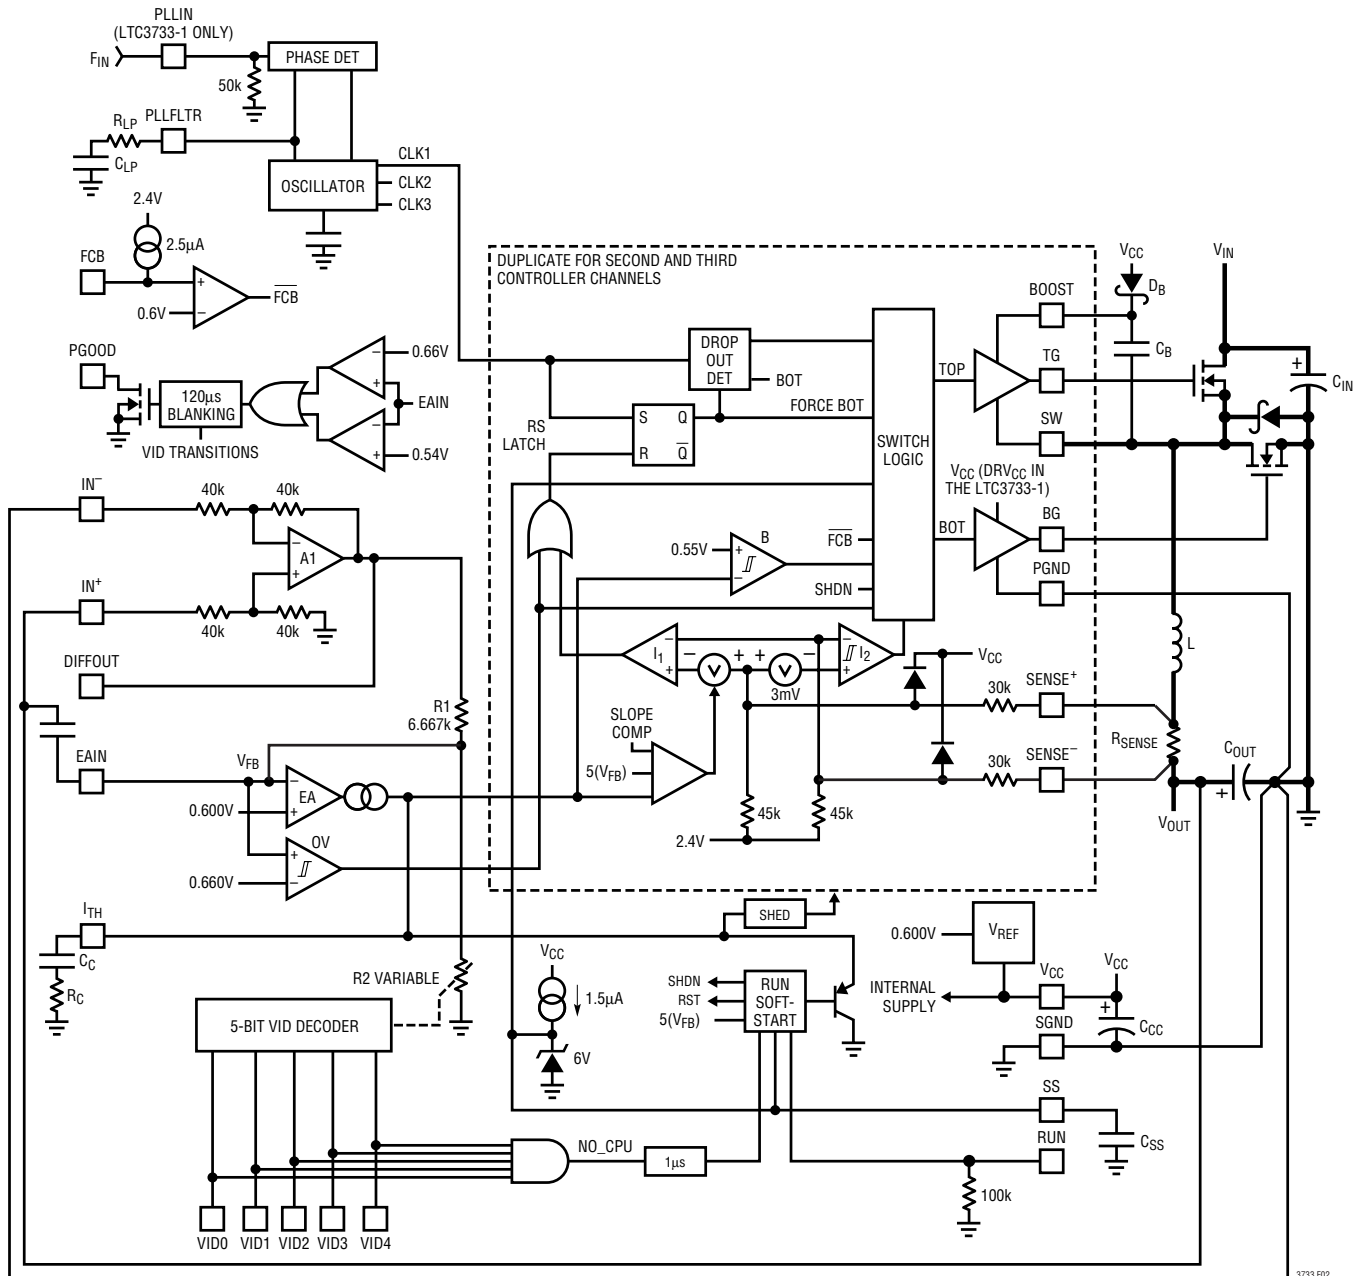 PLLIN
(LTC3733-1 ONLY)
FIN
PHASE DET
50k
RLP
PLLFLTR
CLP
OSCILLATOR
CLK1
CLK2
CLK3
2.4V
2.5µA
FCB
+
−
0.6V
FCB
PGOOD
120µs
BLANKING
VID TRANSITIONS
−
+
0.66V
EAIN
−
+
0.54V
IN−
40k
40k
−
A1
+
IN+
40k
40k
DIFFOUT
R1
6.667k
EAIN
VFB
−
EA
+
0.600V
OV
+
−
0.660V
ITH
CC
RC
R2 VARIABLE
5-BIT VID DECODER
VID0
VID1
VID2
VID3
VID4
NO_CPU
1µs
DUPLICATE FOR SECOND AND THIRD
CONTROLLER CHANNELS
DROP
OUT
DET
BOT
FORCE BOT
RS
LATCH
S
Q
R
Q
SWITCH
LOGIC
TOP
BOT
0.55V
+
−
B
FCB
SHDN
−
I1
+
−
+
+
−
3mV
−
I2
+
SLOPE
COMP
5(VFB)
45k
45k
2.4V
VCC
30k
SENSE+
30k
SENSE−
VCC (DRVCC IN
THE LTC3733-1)
BOOST
TG
SW
BG
PGND
VCC
DB
CB
VIN
+
CIN
L
RSENSE
COUT
+
VOUT
SHED
VCC
1.5µA
6V
SHDN
RST
5(VFB)
RUN
SOFT-
START
0.600V
VREF
INTERNAL
SUPPLY
VCC
VCC
+
CCC
SGND
SS
CSS
RUN
100k
3733 F02